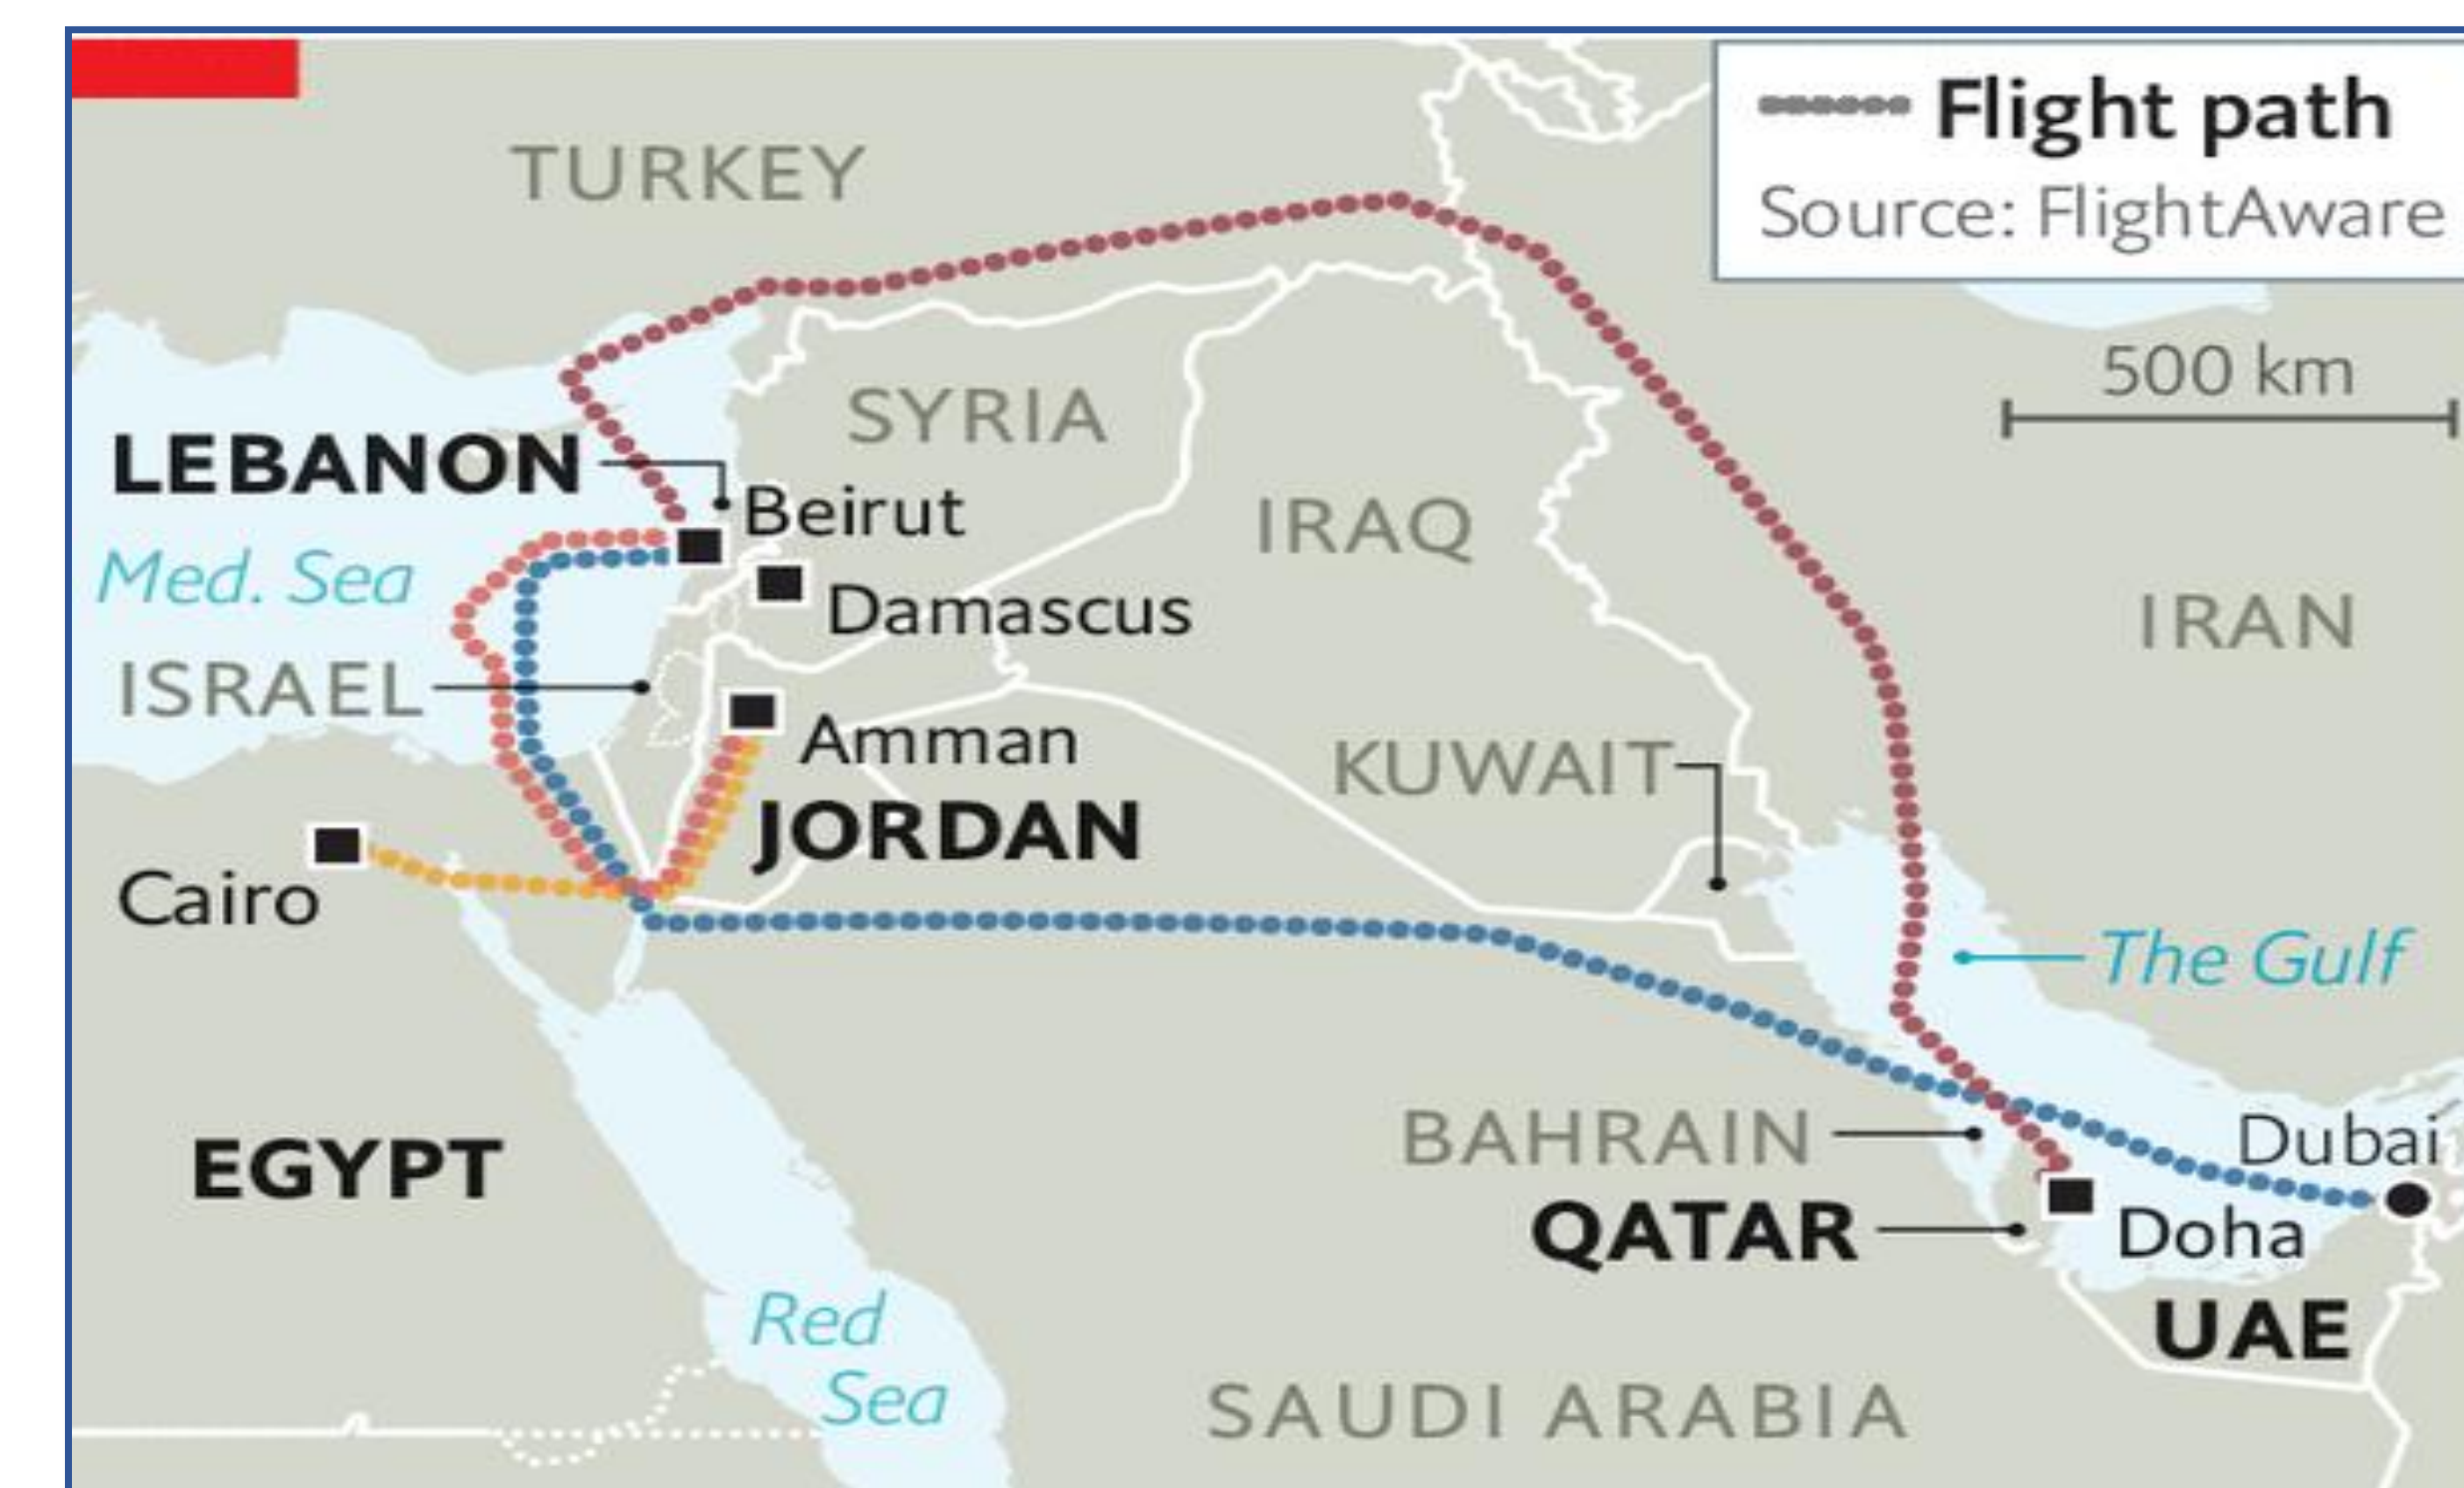 Flight path
Source: FlightAware
TURKEY
500 km
SYRIA
LEBANON
Beirut
IRAQ
Med. Sea
Damascus
IRAN
ISRAEL
Amman
KUWAIT
JORDAN
Cairo
The Gulf
BAHRAIN
Dubai
EGYPT
QATAR
Doha
Red
Sea
UAE
SAUDI ARABIA